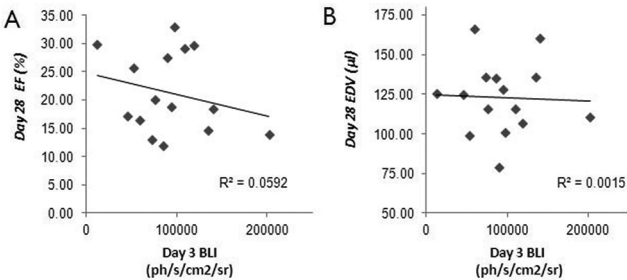 A
Day 28 EF (%)
35.00
30.00
25.00
20.00
15.00
10.00
5.00
0.00
R² = 0.0592
0
100000
200000
Day 3 BLI
(ph/s/cm2/sr)
B
Day 28 EDV (µl)
175.00
150.00
125.00
100.00
75.00
50.00
R² = 0.0015
0
100000
200000
Day 3 BLI
(ph/s/cm2/sr)